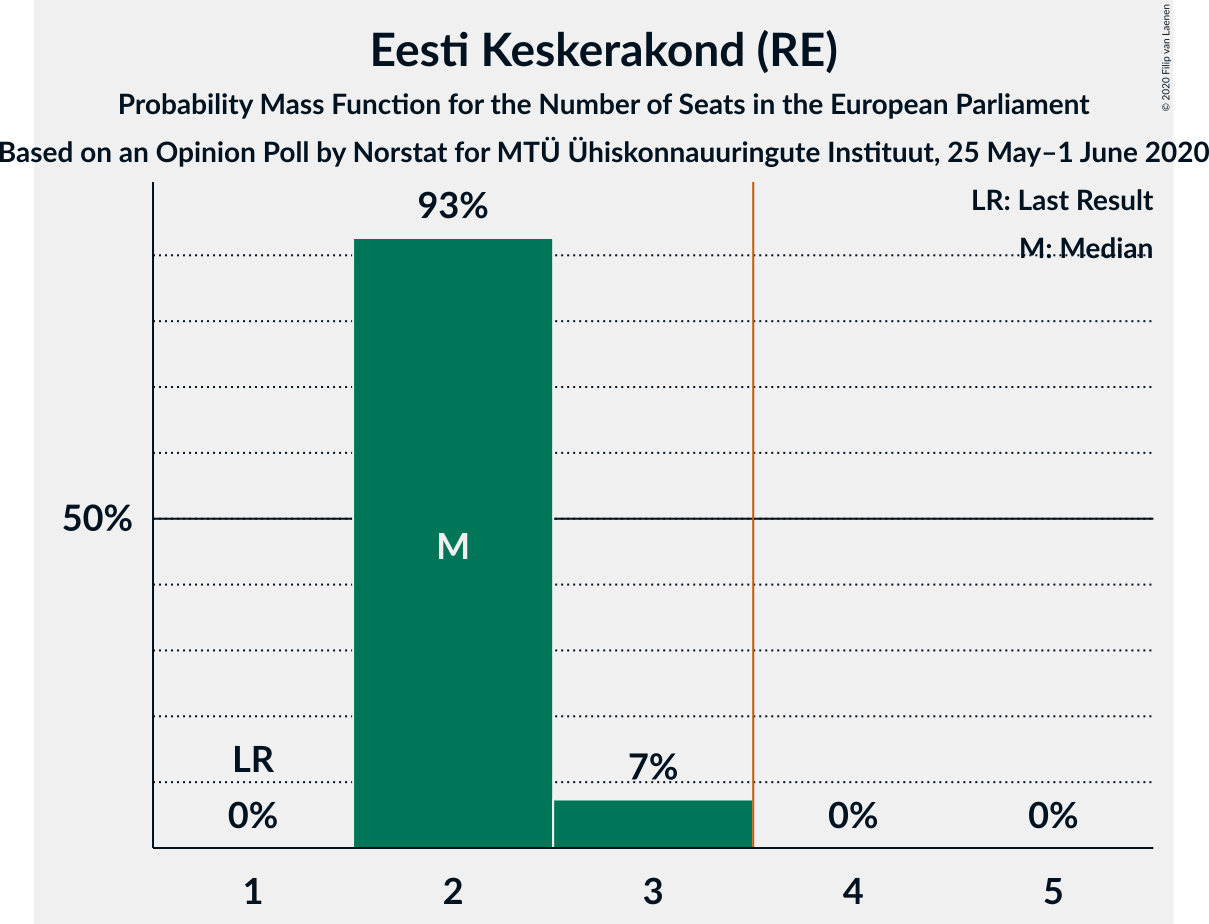 Eesti Keskerakond (RE)
Probability Mass Function for the Number of Seats in the European Parliament
Based on an Opinion Poll by Norstat for MTÜ Ühiskonnauuringute Instituut, 25 May–1 June 2020
© 2020 Filip van Laenen
LR: Last Result
M: Median
93%
50%
M
LR
7%
0%
0%
0%
1
2
3
4
5